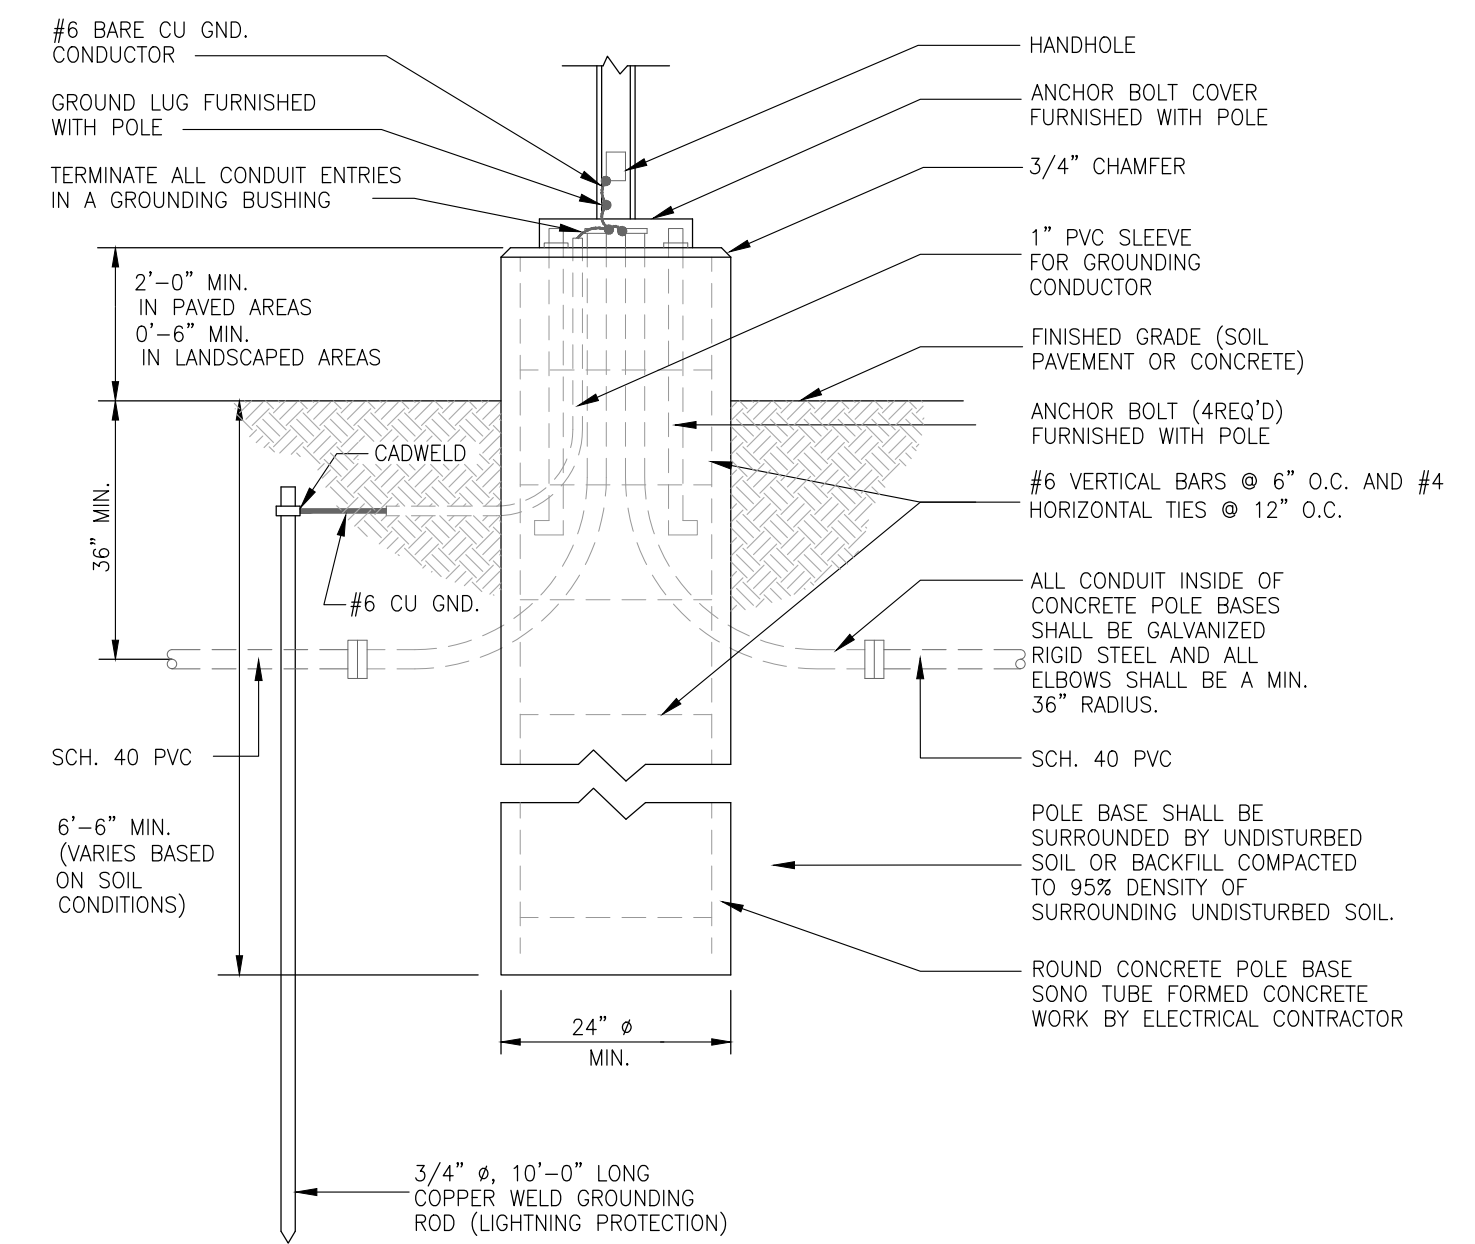 #6 BARE CU GND.
CONDUCTOR
GROUND LUG FURNISHED
WITH POLE
TERMINATE ALL CONDUIT ENTRIES
IN A GROUNDING BUSHING
2'-0" MIN.
IN PAVED AREAS
0'-6" MIN.
IN LANDSCAPED AREAS
36" MIN.
CADWELD
#6 CU GND.
SCH. 40 PVC
6'-6" MIN.
(VARIES BASED
ON SOIL
CONDITIONS)
24" ø
MIN.
3/4" ø, 10'-0" LONG
COPPER WELD GROUNDING
ROD (LIGHTNING PROTECTION)
HANDHOLE
ANCHOR BOLT COVER
FURNISHED WITH POLE
3/4" CHAMFER
1" PVC SLEEVE
FOR GROUNDING
CONDUCTOR
FINISHED GRADE (SOIL
PAVEMENT OR CONCRETE)
ANCHOR BOLT (4REQ'D)
FURNISHED WITH POLE
#6 VERTICAL BARS @ 6" O.C. AND #4
HORIZONTAL TIES @ 12" O.C.
ALL CONDUIT INSIDE OF
CONCRETE POLE BASES
SHALL BE GALVANIZED
RIGID STEEL AND ALL
ELBOWS SHALL BE A MIN.
36" RADIUS.
SCH. 40 PVC
POLE BASE SHALL BE
SURROUNDED BY UNDISTURBED
SOIL OR BACKFILL COMPACTED
TO 95% DENSITY OF
SURROUNDING UNDISTURBED SOIL.
ROUND CONCRETE POLE BASE
SONO TUBE FORMED CONCRETE
WORK BY ELECTRICAL CONTRACTOR